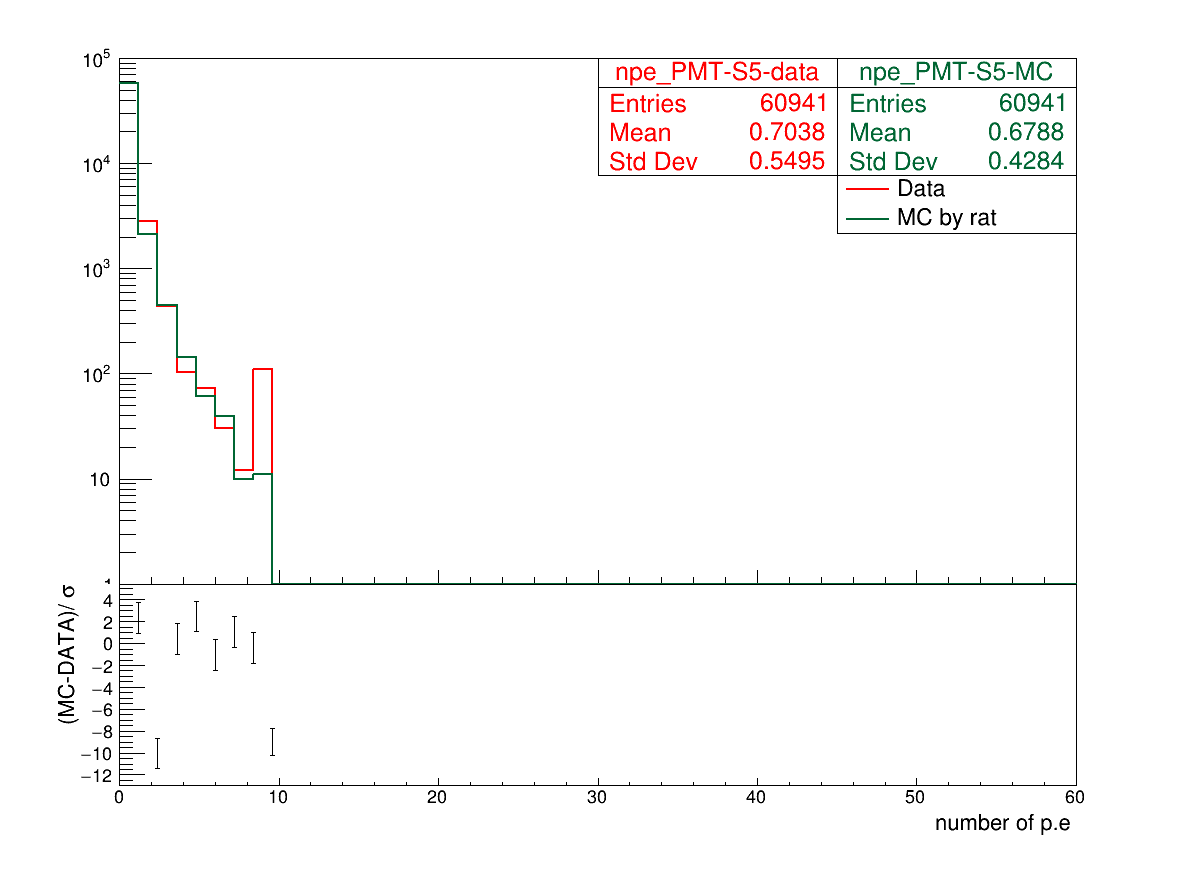 npe_PMT-S5-data
Entries 60941
Mean 0.7038
Std Dev 0.5495
npe_PMT-S5-MC
Entries 60941
Mean 0.6788
Std Dev 0.4284
Data
MC by rat
10^5
10^4
10^3
10^2
10
(MC-DATA)/ σ
4
2
0
−2
−4
−6
−8
−10
−12
0 10 20 30 40 50 60
number of p.e